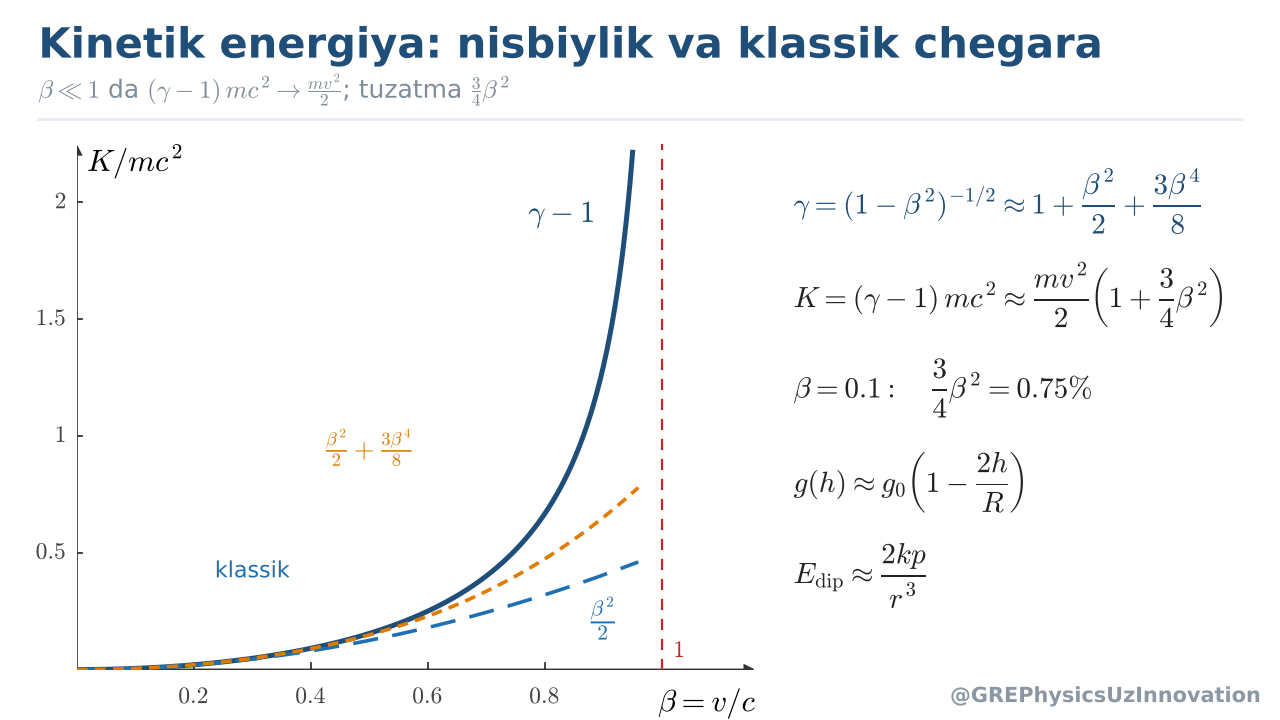 Kinetik energiya: nisbiylik va klassik chegara
β ≪ 1 da (γ − 1) mc² → mv²/2; tuzatma 3/4 β²
K/mc²
2
1.5
1
0.5
γ − 1
β²/2 + 3β⁴/8
klassik
β²/2
1
0.2 0.4 0.6 0.8
β = v/c
γ = (1 − β²)^(−1/2) ≈ 1 + β²/2 + 3β⁴/8
K = (γ − 1) mc² ≈ mv²/2 (1 + 3/4 β²)
β = 0.1 : 3/4 β² = 0.75%
g(h) ≈ g₀(1 − 2h/R)
E_dip ≈ 2kp/r³
@GREPhysicsUzInnovation